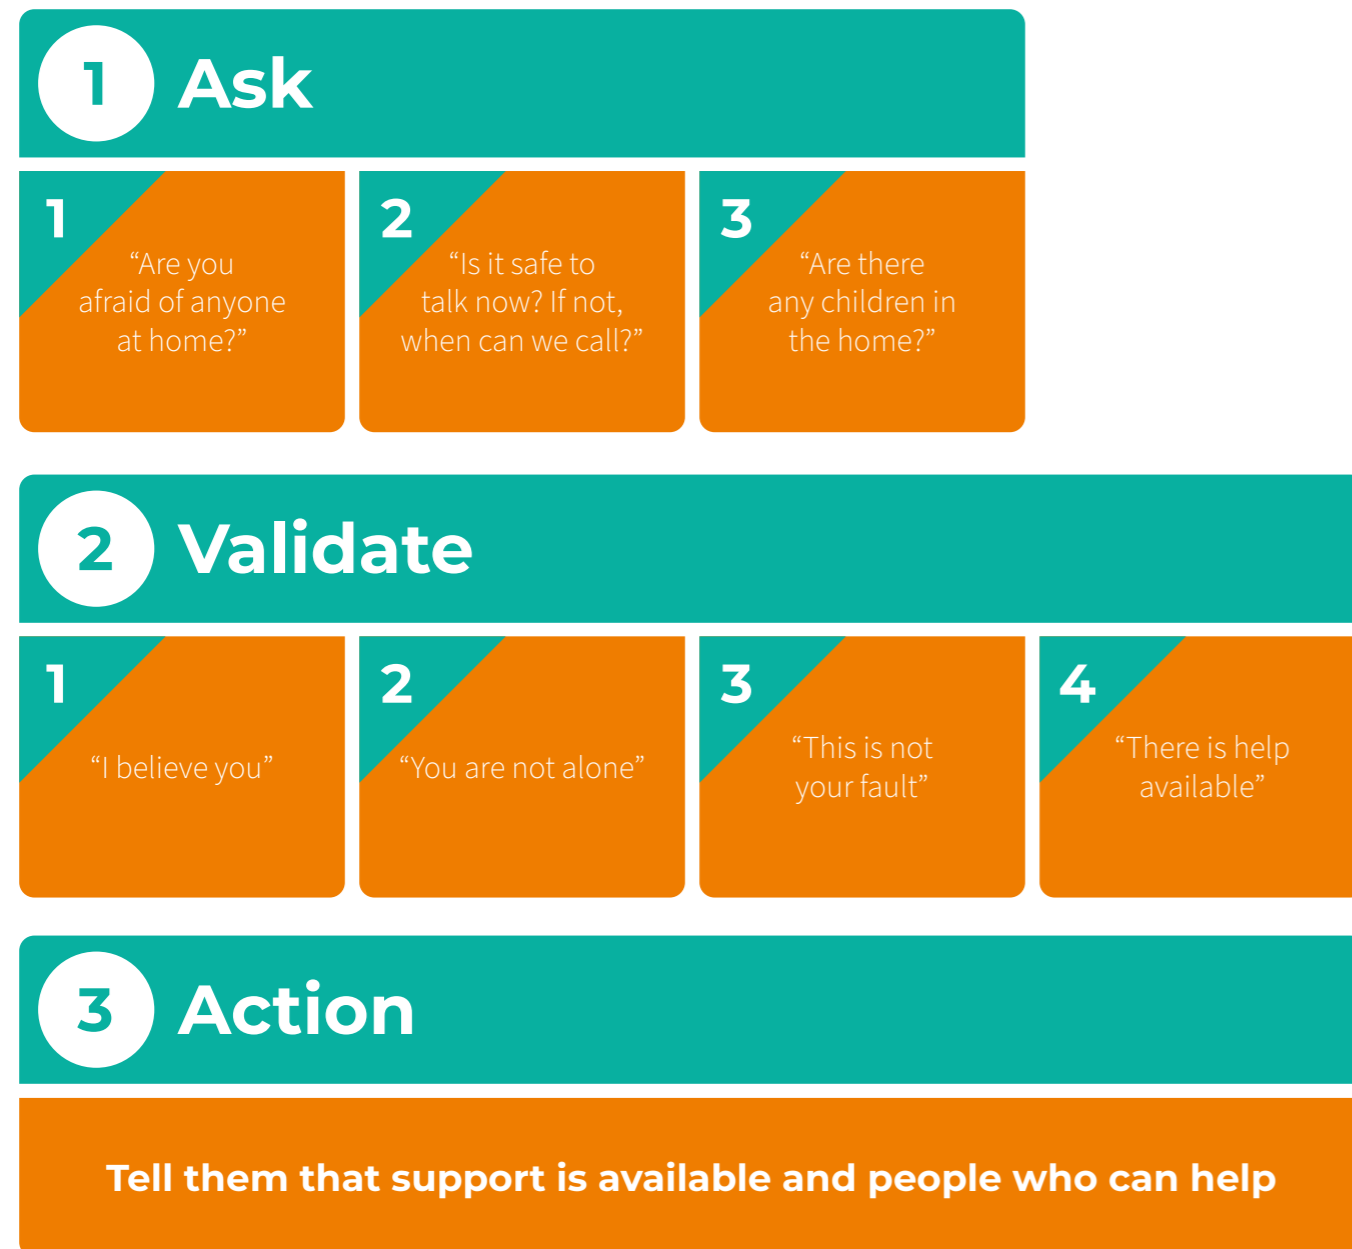 1 Ask
1
“Are you
afraid of anyone
at home?”
2
“Is it safe to
talk now? If not,
when can we call?”
3
“Are there
any children in
the home?”
2 Validate
1
“I believe you”
2
“You are not alone”
3
“This is not
your fault”
4
“There is help
available”
3 Action
Tell them that support is available and people who can help